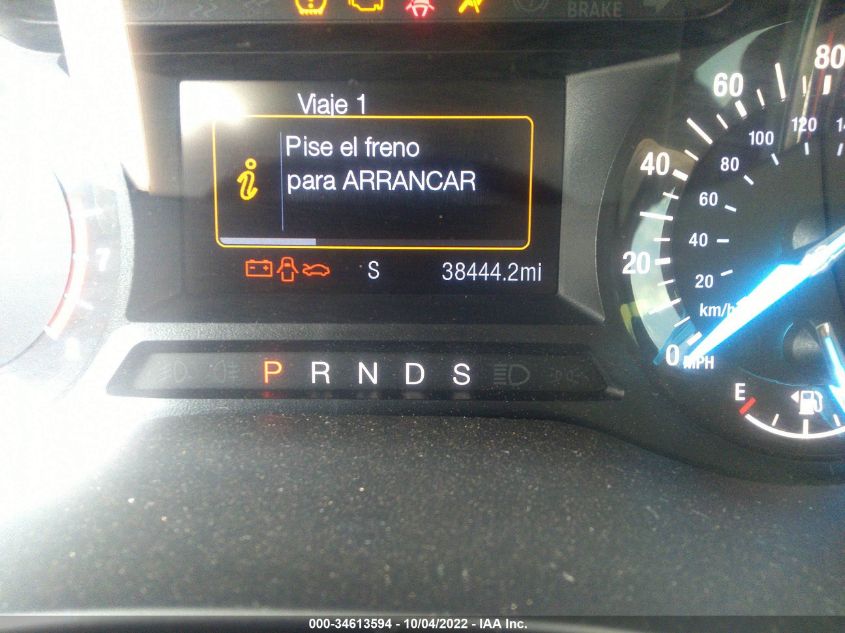 BRAKE
Viaje 1
Pise el freno
para ARRANCAR
S
38444.2mi
P R N D S
7
0
20
40
60
80
20
40
60
80
100
120
km/h
MPH
E
000-34613594 - 10/04/2022 - IAA Inc.